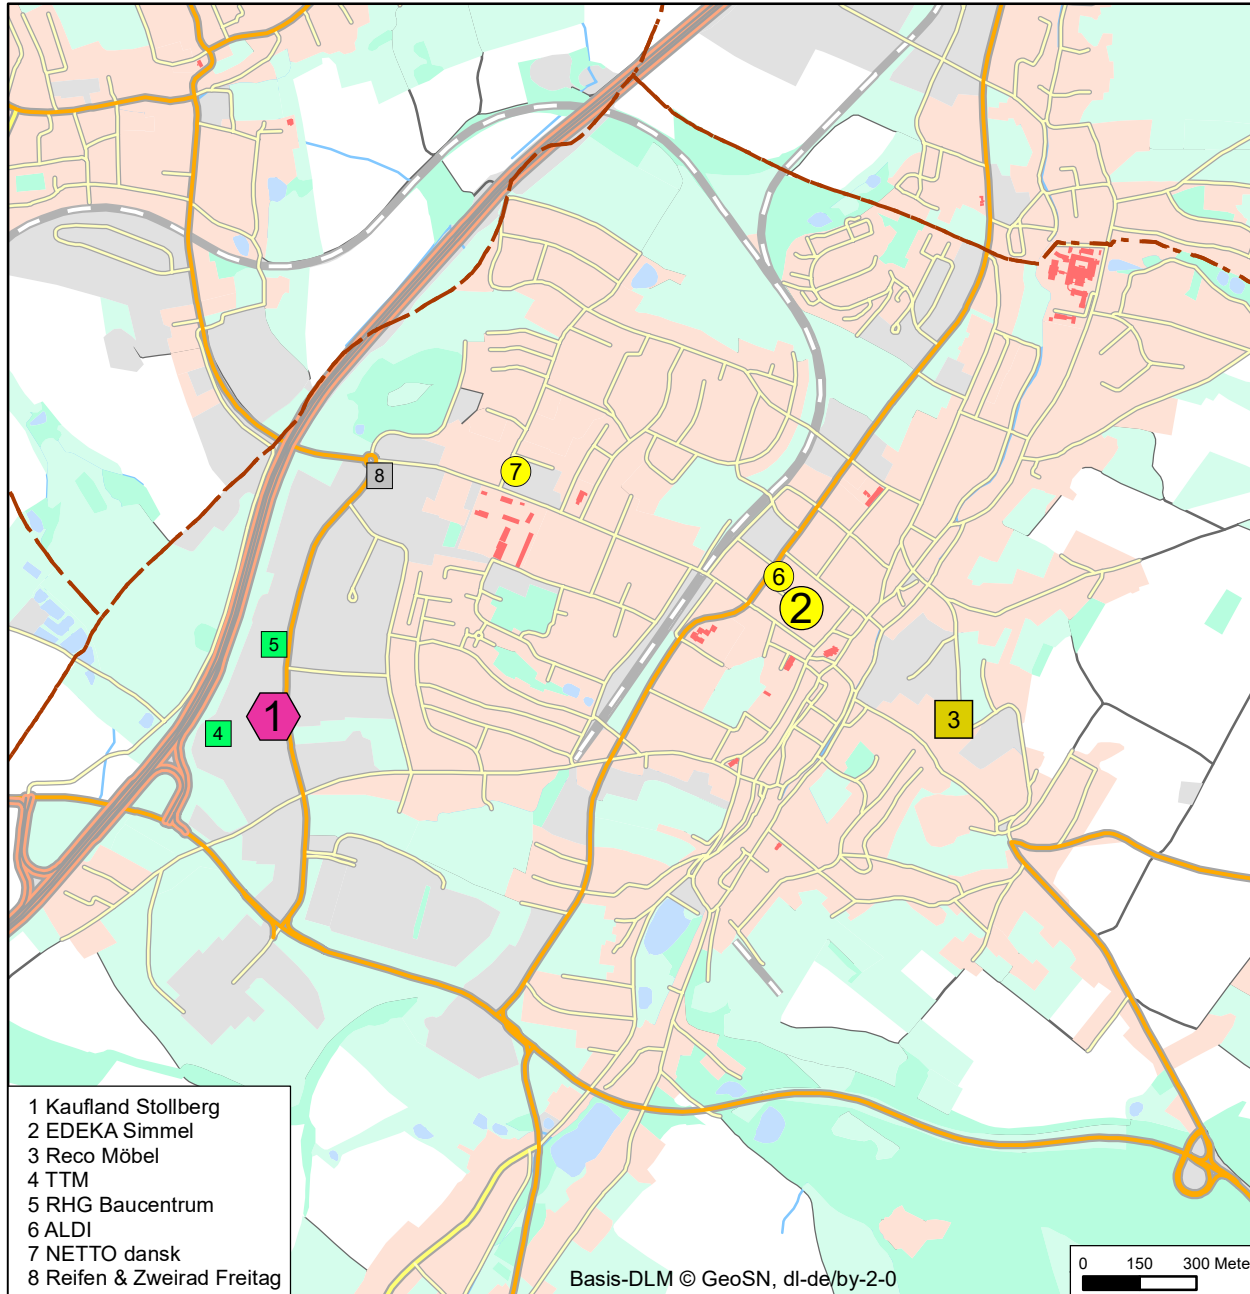 8
7
6
2
5
1
4
3
1 Kaufland Stollberg
2 EDEKA Simmel
3 Reco Möbel
4 TTM
5 RHG Baucentrum
6 ALDI
7 NETTO dansk
8 Reifen & Zweirad Freitag
Basis-DLM © GeoSN, dl-de/by-2-0
0 150 300 Mete